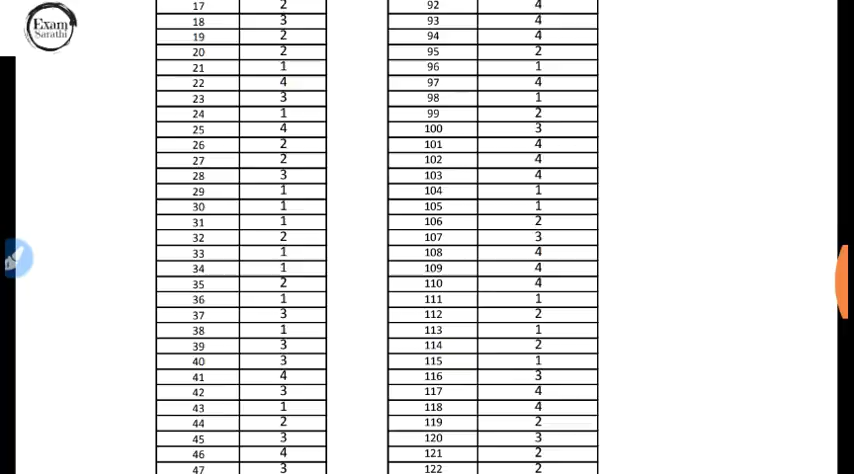 Exam
Sarathi
17 2 92 4
18 3 93 4
19 2 94 4
20 2 95 2
21 1 96 1
22 4 97 4
23 3 98 1
24 1 99 2
25 4 100 3
26 2 101 4
27 2 102 4
28 3 103 4
29 1 104 1
30 1 105 1
31 1 106 2
32 2 107 3
33 1 108 4
34 1 109 4
35 2 110 4
36 1 111 1
37 3 112 2
38 1 113 1
39 3 114 2
40 3 115 1
41 4 116 3
42 3 117 4
43 1 118 4
44 2 119 2
45 3 120 3
46 4 121 2
47 3 122 2